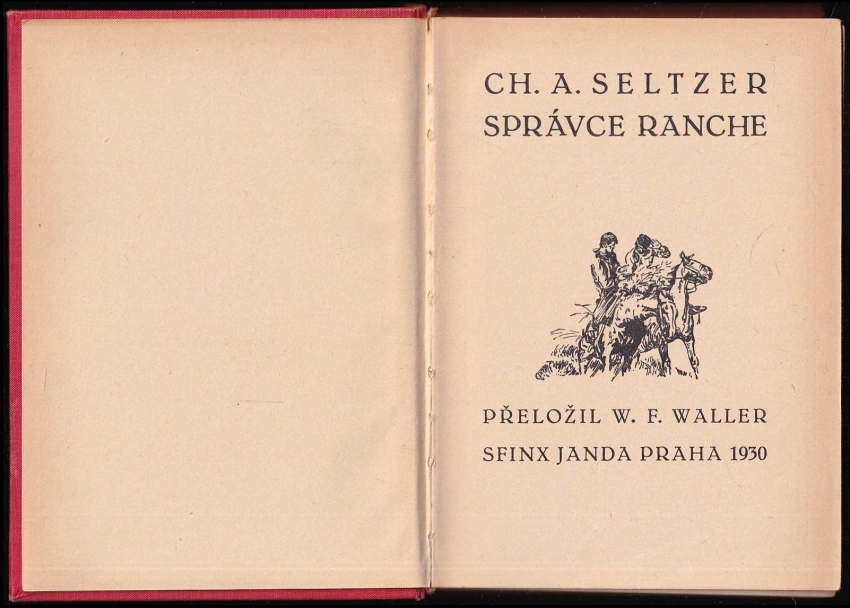 CH. A. SELTZER
SPRÁVCE RANCHE
PŘELOŽIL W. F. WALLER
SFINX JANDA PRAHA 1930